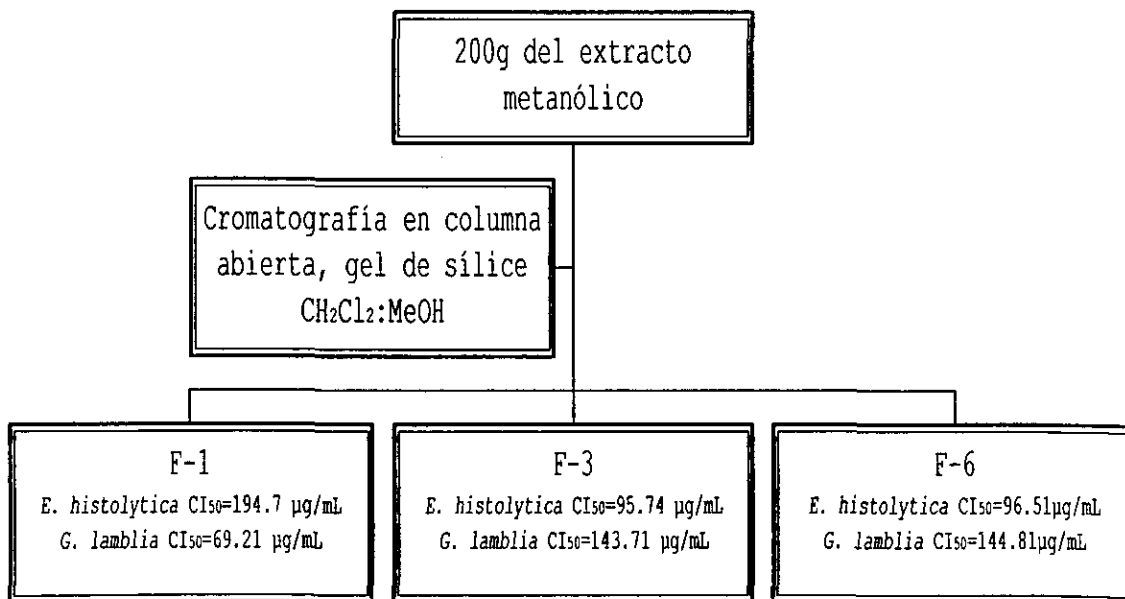 200g del extracto
metanólico
Cromatografía en columna
abierta, gel de sílice
CH₂Cl₂:MeOH
F-1
E. histolytica CI₅₀=194.7 µg/mL
G. lamblia CI₅₀=69.21 µg/mL
F-3
E. histolytica CI₅₀=95.74 µg/mL
G. lamblia CI₅₀=143.71 µg/mL
F-6
E. histolytica CI₅₀=96.51µg/mL
G. lamblia CI₅₀=144.81µg/mL